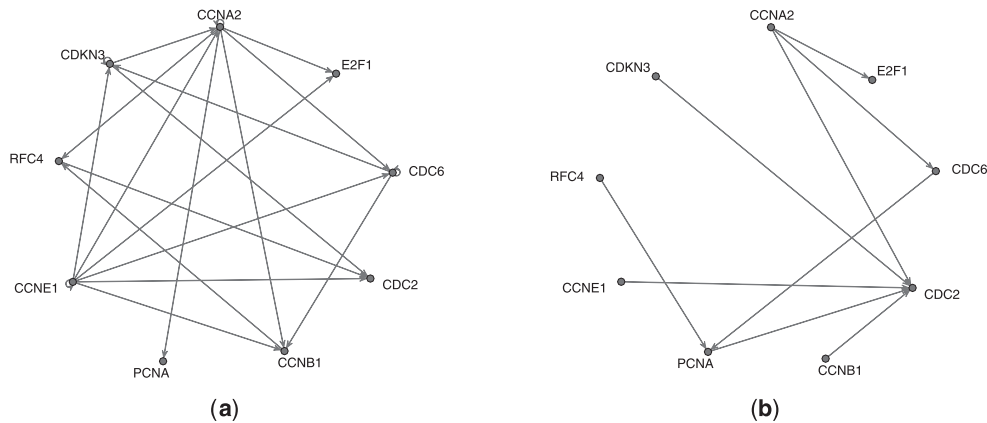 CCNA2
CDKN3
E2F1
RFC4
CDC6
CCNE1
CDC2
CCNB1
PCNA
(a)
CCNA2
CDKN3
E2F1
RFC4
CDC6
CCNE1
CDC2
PCNA
CCNB1
(b)